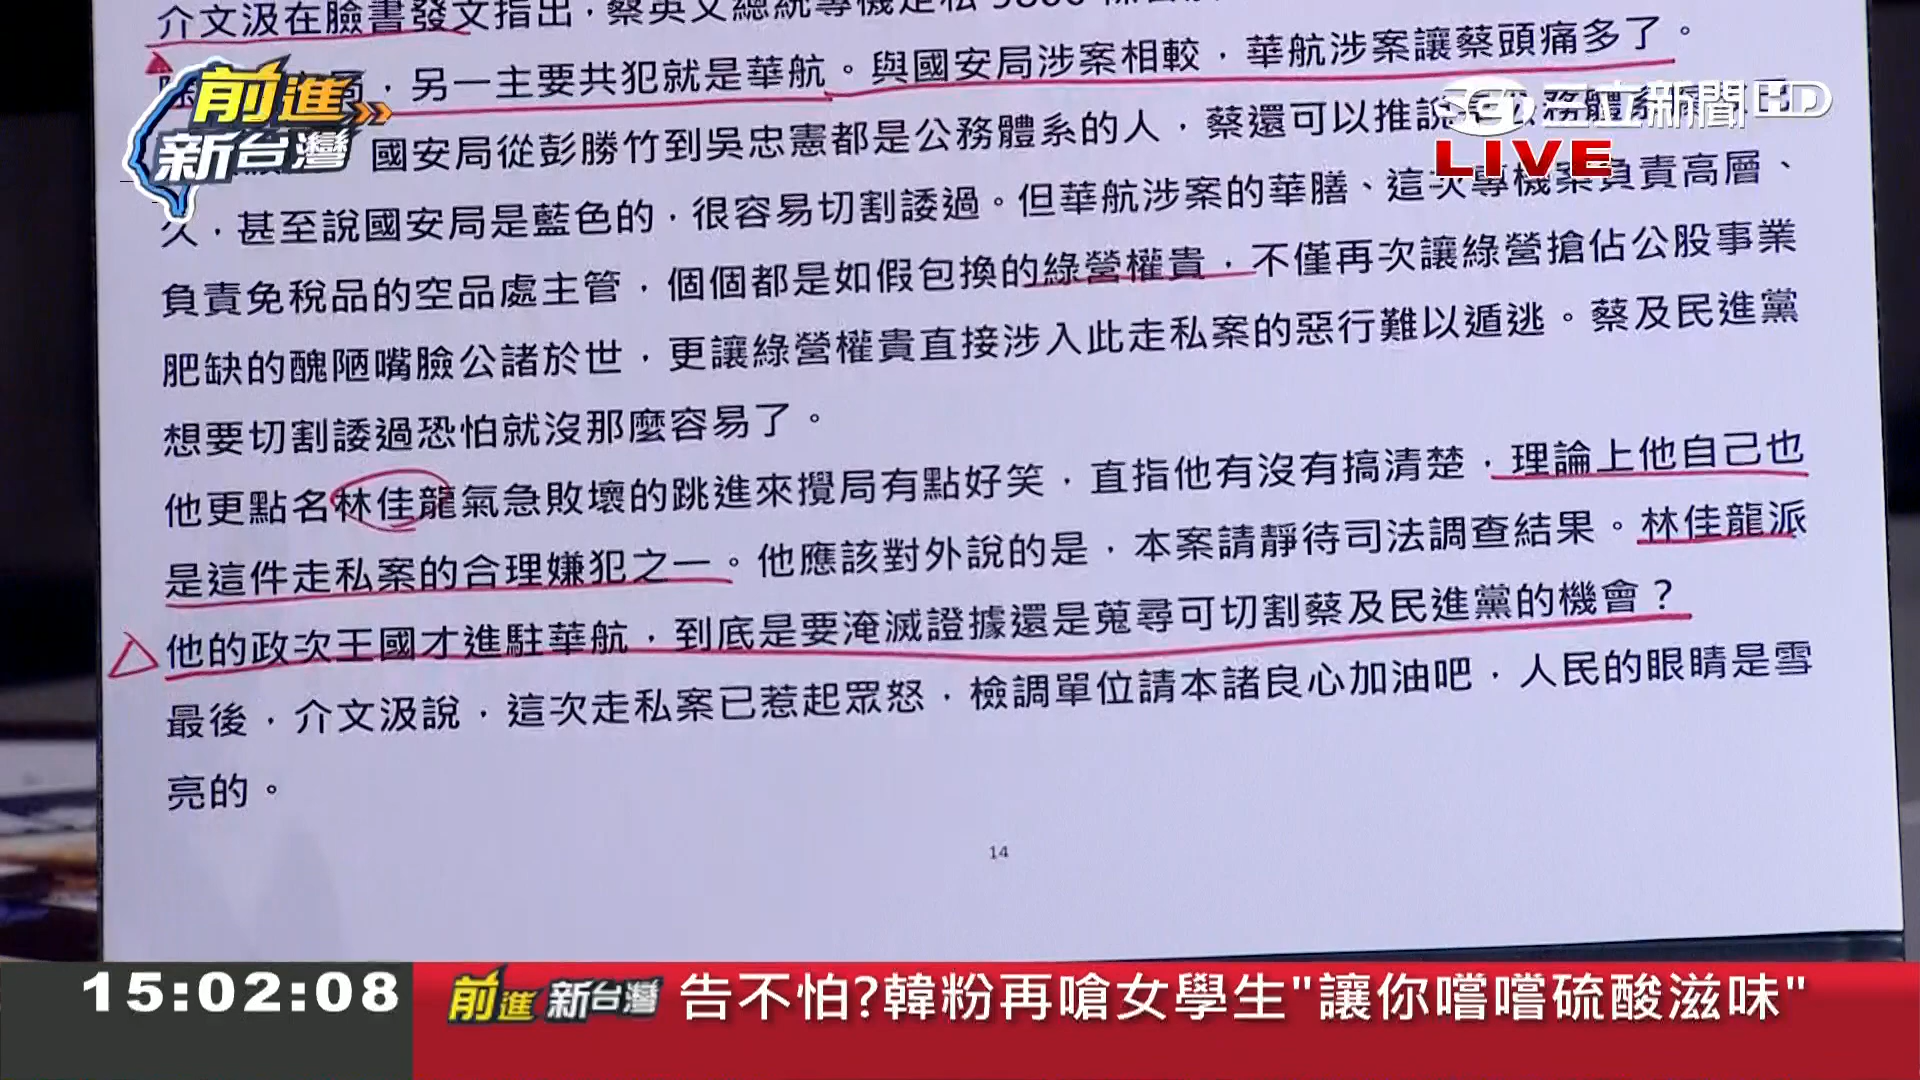 介文汲在臉書發文指出，蔡英文總統專機走私
，另一主要共犯就是華航。與國安局涉案相較，華航涉案讓蔡頭痛多了。
國安局從彭勝竹到吳忠憲都是公務體系的人，蔡還可以推說是公務體系
久，甚至說國安局是藍色的，很容易切割諉過。但華航涉案的華膳、這次專機案負責高層、
負責免稅品的空品處主管，個個都是如假包換的綠營權貴，不僅再次讓綠營搶佔公股事業
肥缺的醜陋嘴臉公諸於世，更讓綠營權貴直接涉入此走私案的惡行難以遁逃。蔡及民進黨
想要切割諉過恐怕就沒那麼容易了。
他更點名林佳龍氣急敗壞的跳進來攪局有點好笑，直指他有沒有搞清楚，理論上他自己也
是這件走私案的合理嫌犯之一。他應該對外說的是，本案請靜待司法調查結果。林佳龍派
他的政次王國才進駐華航，到底是要淹滅證據還是蒐尋可切割蔡及民進黨的機會？
最後，介文汲說，這次走私案已惹起眾怒，檢調單位請本諸良心加油吧，人民的眼睛是雪
亮的。
14
前進新台灣
三立新聞HD
LIVE
15:02:08
前進新台灣 告不怕?韓粉再嗆女學生"讓你嚐嚐硫酸滋味"